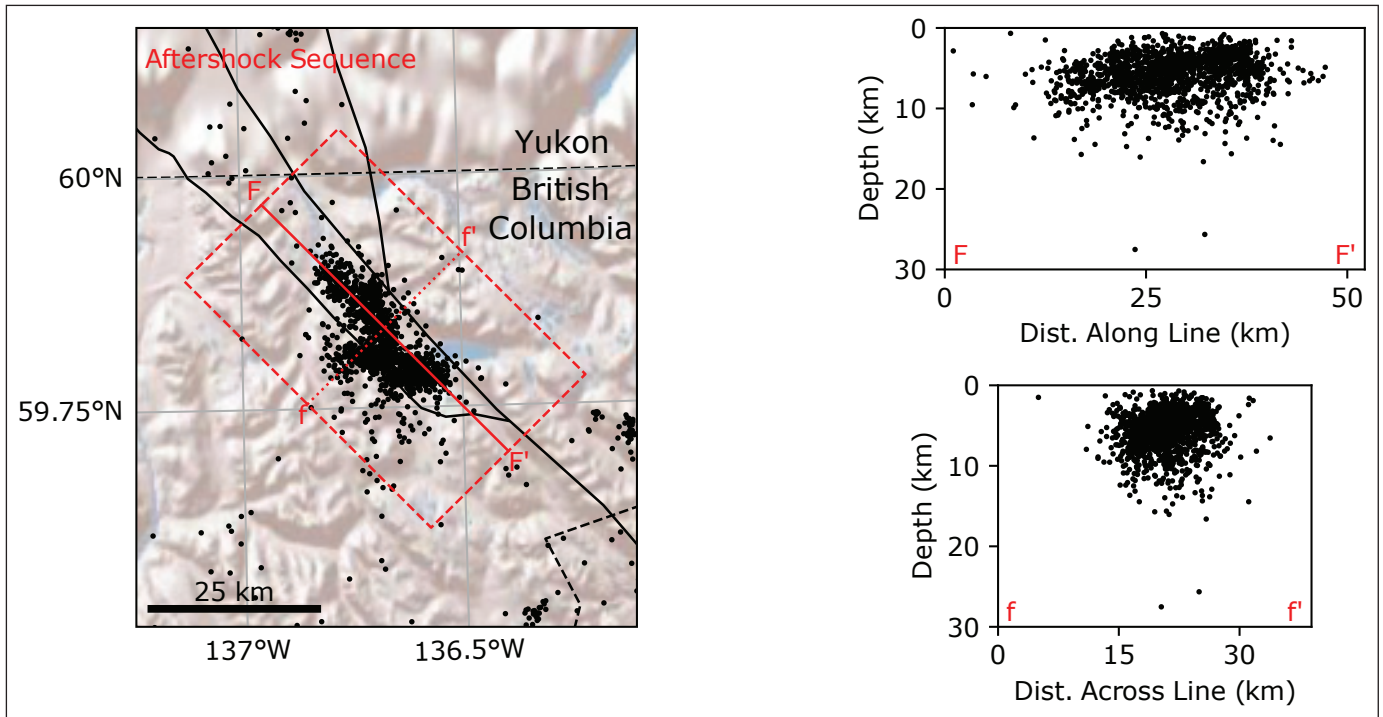 Aftershock Sequence
Yukon
60°N
British
Columbia
F
f'
59.75°N
f
F'
25 km
137°W
136.5°W
0
10
20
30
Depth (km)
F
F'
0
25
50
Dist. Along Line (km)
0
10
20
30
Depth (km)
f
f'
0
15
30
Dist. Across Line (km)